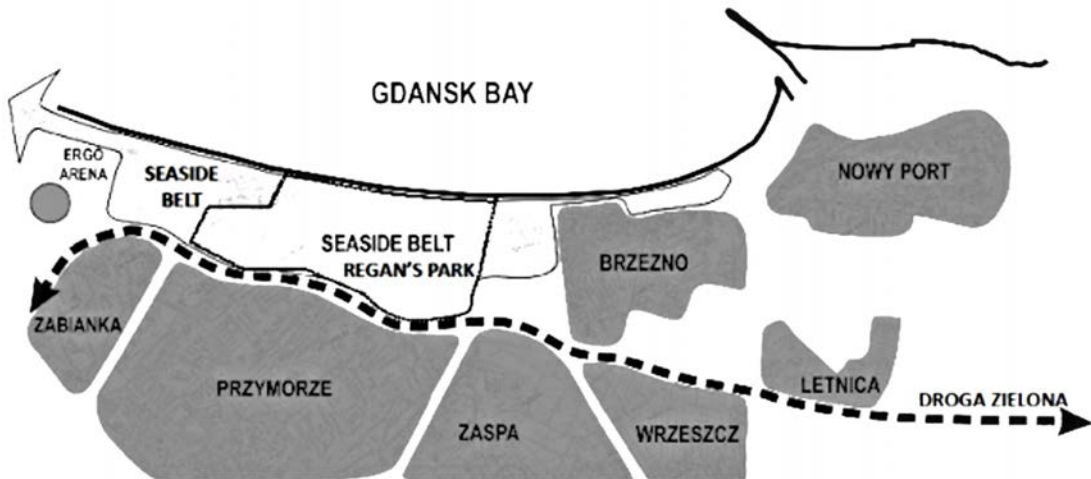 GDANSK BAY
ERGO
ARENA
SEASIDE
BELT
NOWY PORT
SEASIDE BELT
REGAN'S PARK
BRZEZNO
ZABIANKA
PRZYMORZE
LETNICA
DROGA ZIELONA
ZASPA
WRZESZCZ